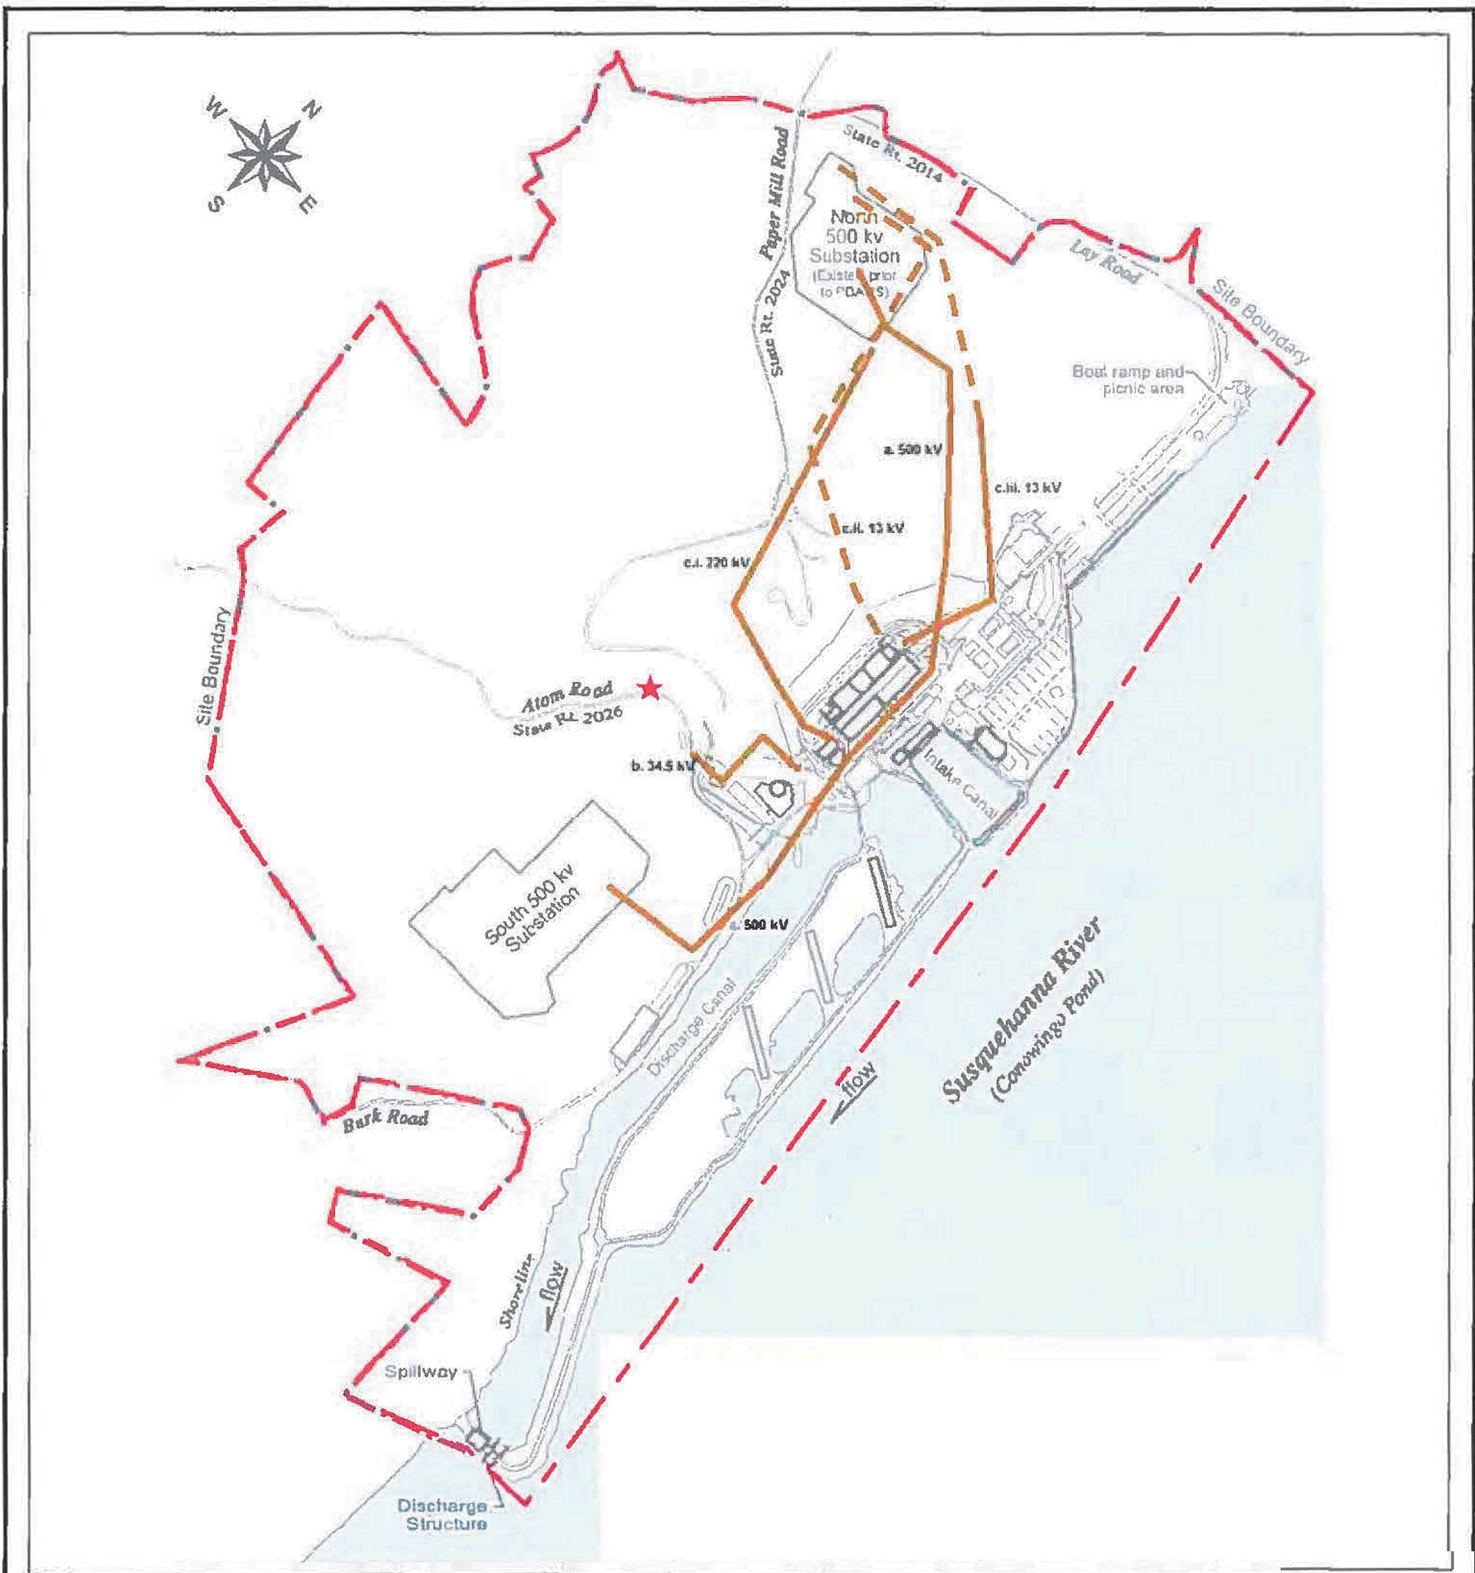 W
N
S
E
Paper Mill Road
State Rt. 2024
State Rt. 2014
Lay Road
Site Boundary
North
500 kv
Substation
to
Boat ramp and
picnic area
a. 500 kV
c.iii. 13 kV
c.ii. 13 kV
c.i. 220 kV
Site Boundary
Atom Road
State Rt. 2026
b. 34.5 kV
Intake Canal
South 500 kv
Substation
500 kV
Discharge Canal
Susquehanna River
(Conowingo Pond)
flow
Burk Road
Shoreline
flow
Spillway
Discharge
Structure